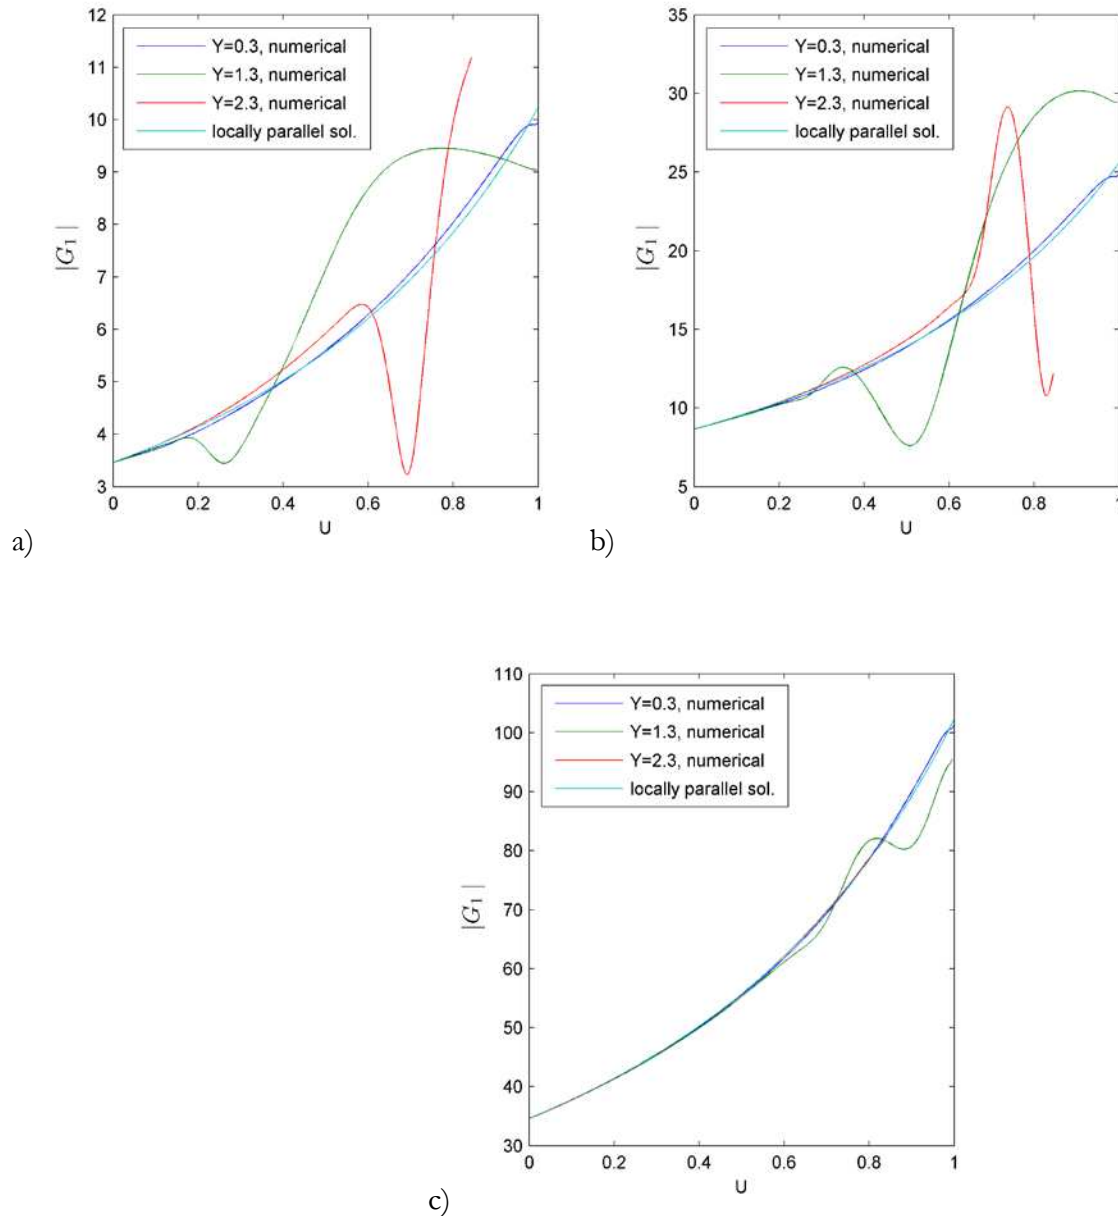 12
11
10
9
8
7
6
5
4
3
|G₁|
Y=0.3, numerical
Y=1.3, numerical
Y=2.3, numerical
locally parallel sol.
0 0.2 0.4 0.6 0.8 1
U
a)
35
30
25
20
15
10
5
|G₁|
Y=0.3, numerical
Y=1.3, numerical
Y=2.3, numerical
locally parallel sol.
0 0.2 0.4 0.6 0.8 1
U
b)
110
100
90
80
70
60
50
40
30
|G₁|
Y=0.3, numerical
Y=1.3, numerical
Y=2.3, numerical
locally parallel sol.
0 0.2 0.4 0.6 0.8 1
U
c)